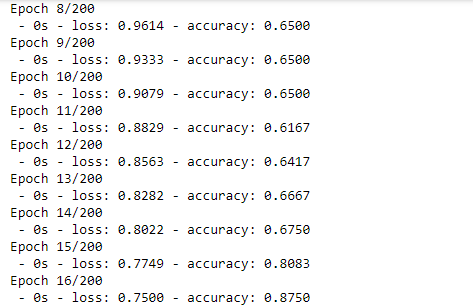 Epoch 8/200
 - 0s - loss: 0.9614 - accuracy: 0.6500
Epoch 9/200
 - 0s - loss: 0.9333 - accuracy: 0.6500
Epoch 10/200
 - 0s - loss: 0.9079 - accuracy: 0.6500
Epoch 11/200
 - 0s - loss: 0.8829 - accuracy: 0.6167
Epoch 12/200
 - 0s - loss: 0.8563 - accuracy: 0.6417
Epoch 13/200
 - 0s - loss: 0.8282 - accuracy: 0.6667
Epoch 14/200
 - 0s - loss: 0.8022 - accuracy: 0.6750
Epoch 15/200
 - 0s - loss: 0.7749 - accuracy: 0.8083
Epoch 16/200
 - 0s - loss: 0.7500 - accuracy: 0.8750